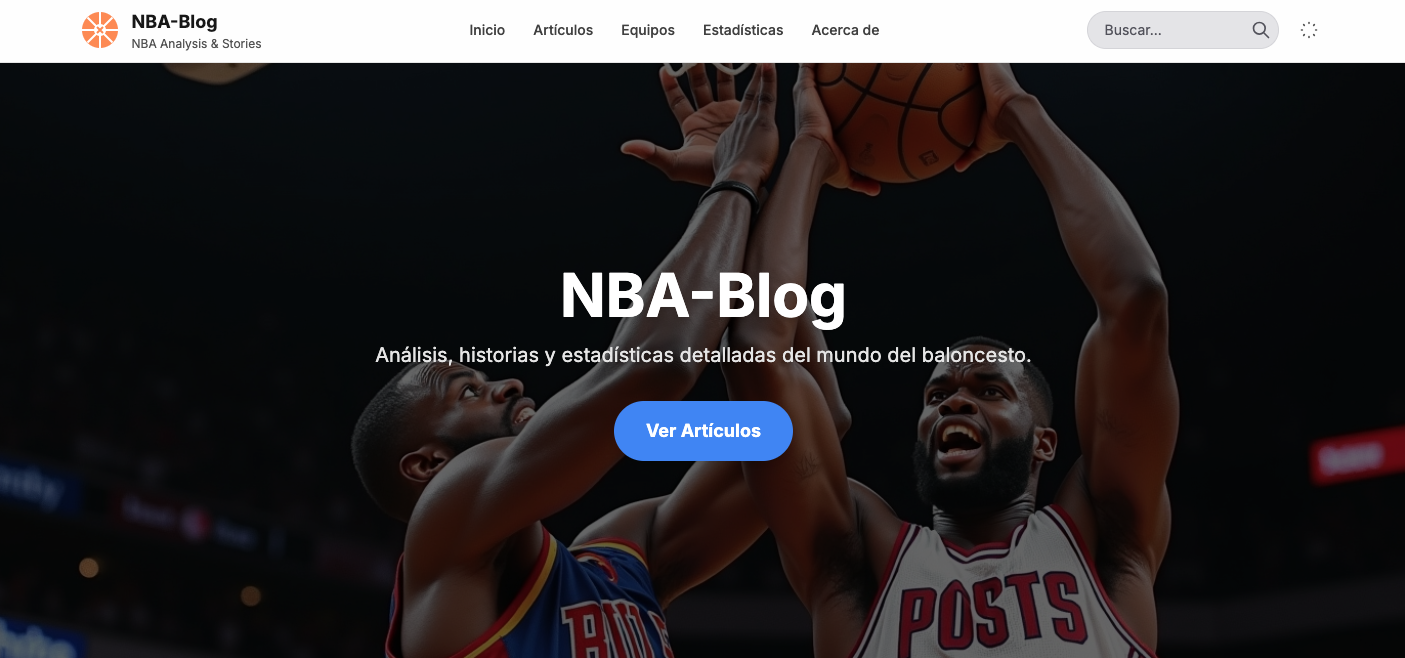 NBA-Blog
NBA Analysis & Stories
Inicio
Artículos
Equipos
Estadísticas
Acerca de
Buscar...
NBA-Blog
Análisis, historias y estadísticas detalladas del mundo del baloncesto.
Ver Artículos
POSTS